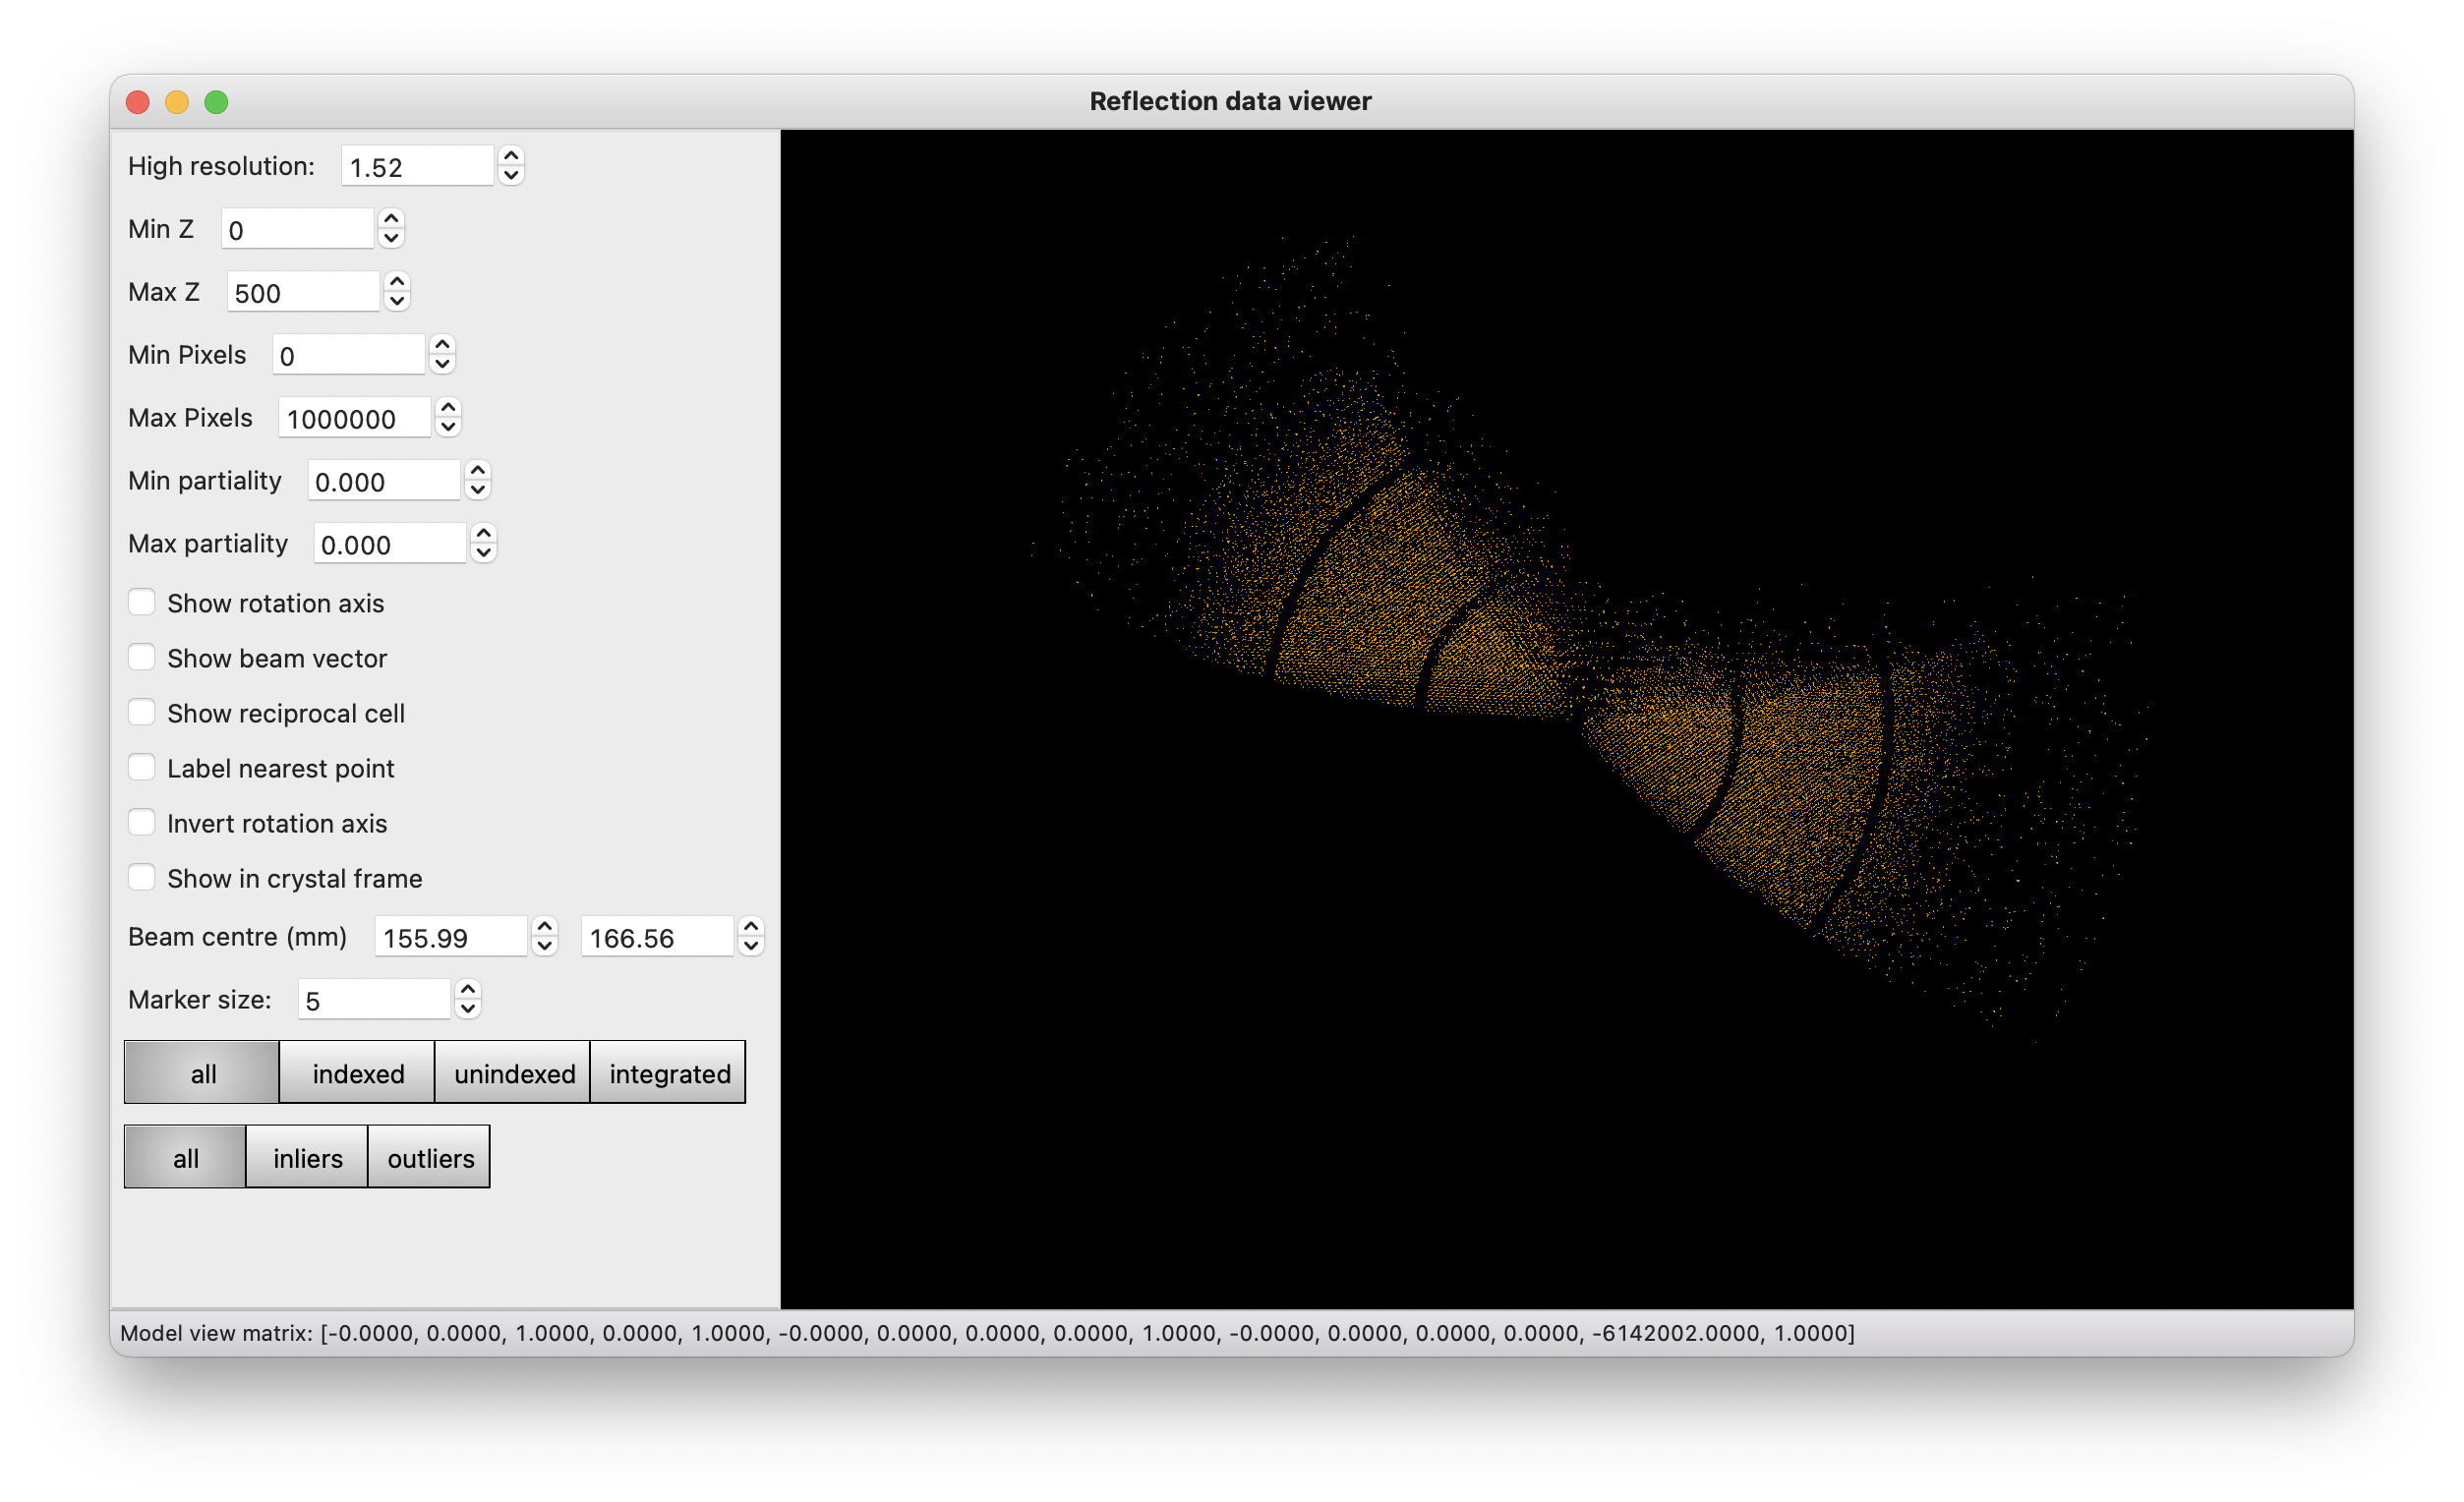 Reflection data viewer
High resolution: 1.52
Min Z 0
Max Z 500
Min Pixels 0
Max Pixels 1000000
Min partiality 0.000
Max partiality 0.000
Show rotation axis
Show beam vector
Show reciprocal cell
Label nearest point
Invert rotation axis
Show in crystal frame
Beam centre (mm) 155.99 166.56
Marker size: 5
all indexed unindexed integrated
all inliers outliers
Model view matrix: [-0.0000, 0.0000, 1.0000, 0.0000, 1.0000, -0.0000, 0.0000, 0.0000, 0.0000, 1.0000, -0.0000, 0.0000, 0.0000, 0.0000, -6142002.0000, 1.0000]